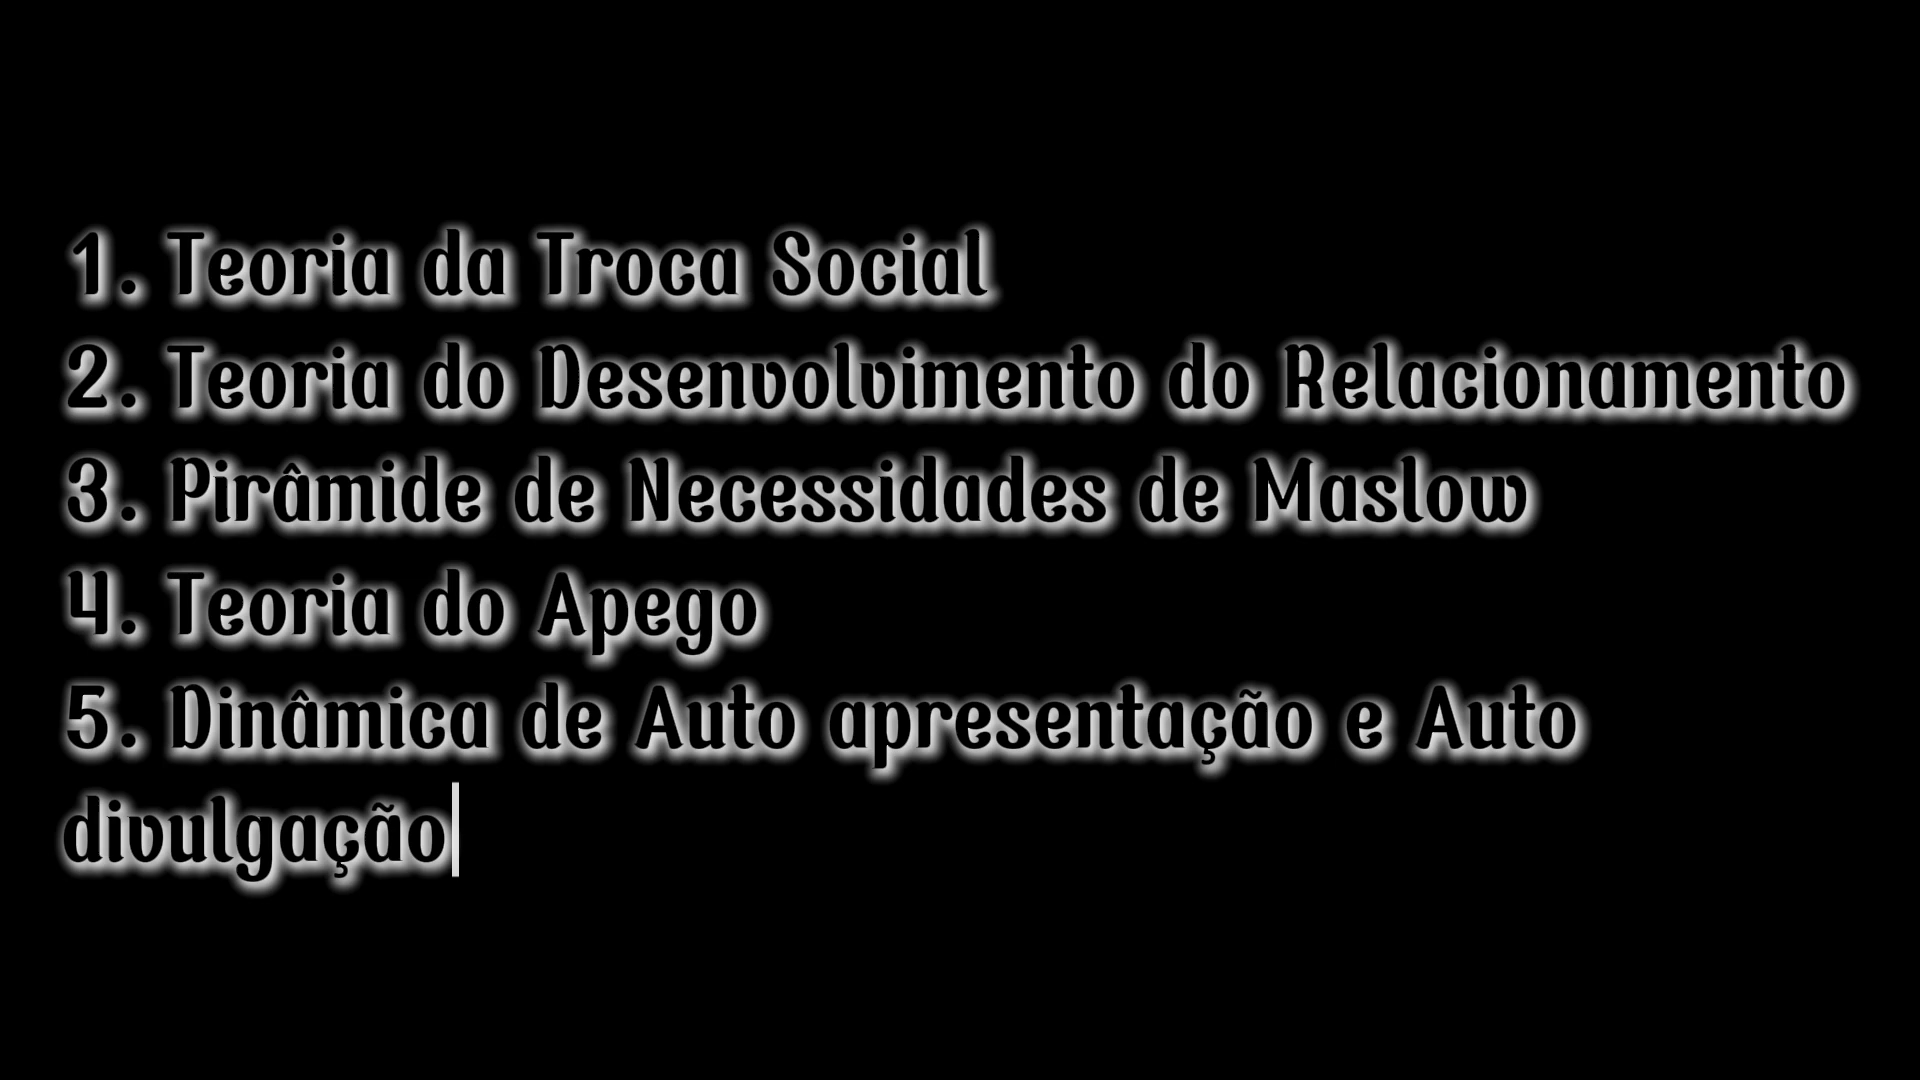 1. Teoria da Troca Social
2. Teoria do Desenvolvimento do Relacionamento
3. Pirâmide de Necessidades de Maslow
4. Teoria do Apego
5. Dinâmica de Auto apresentação e Auto
divulgação